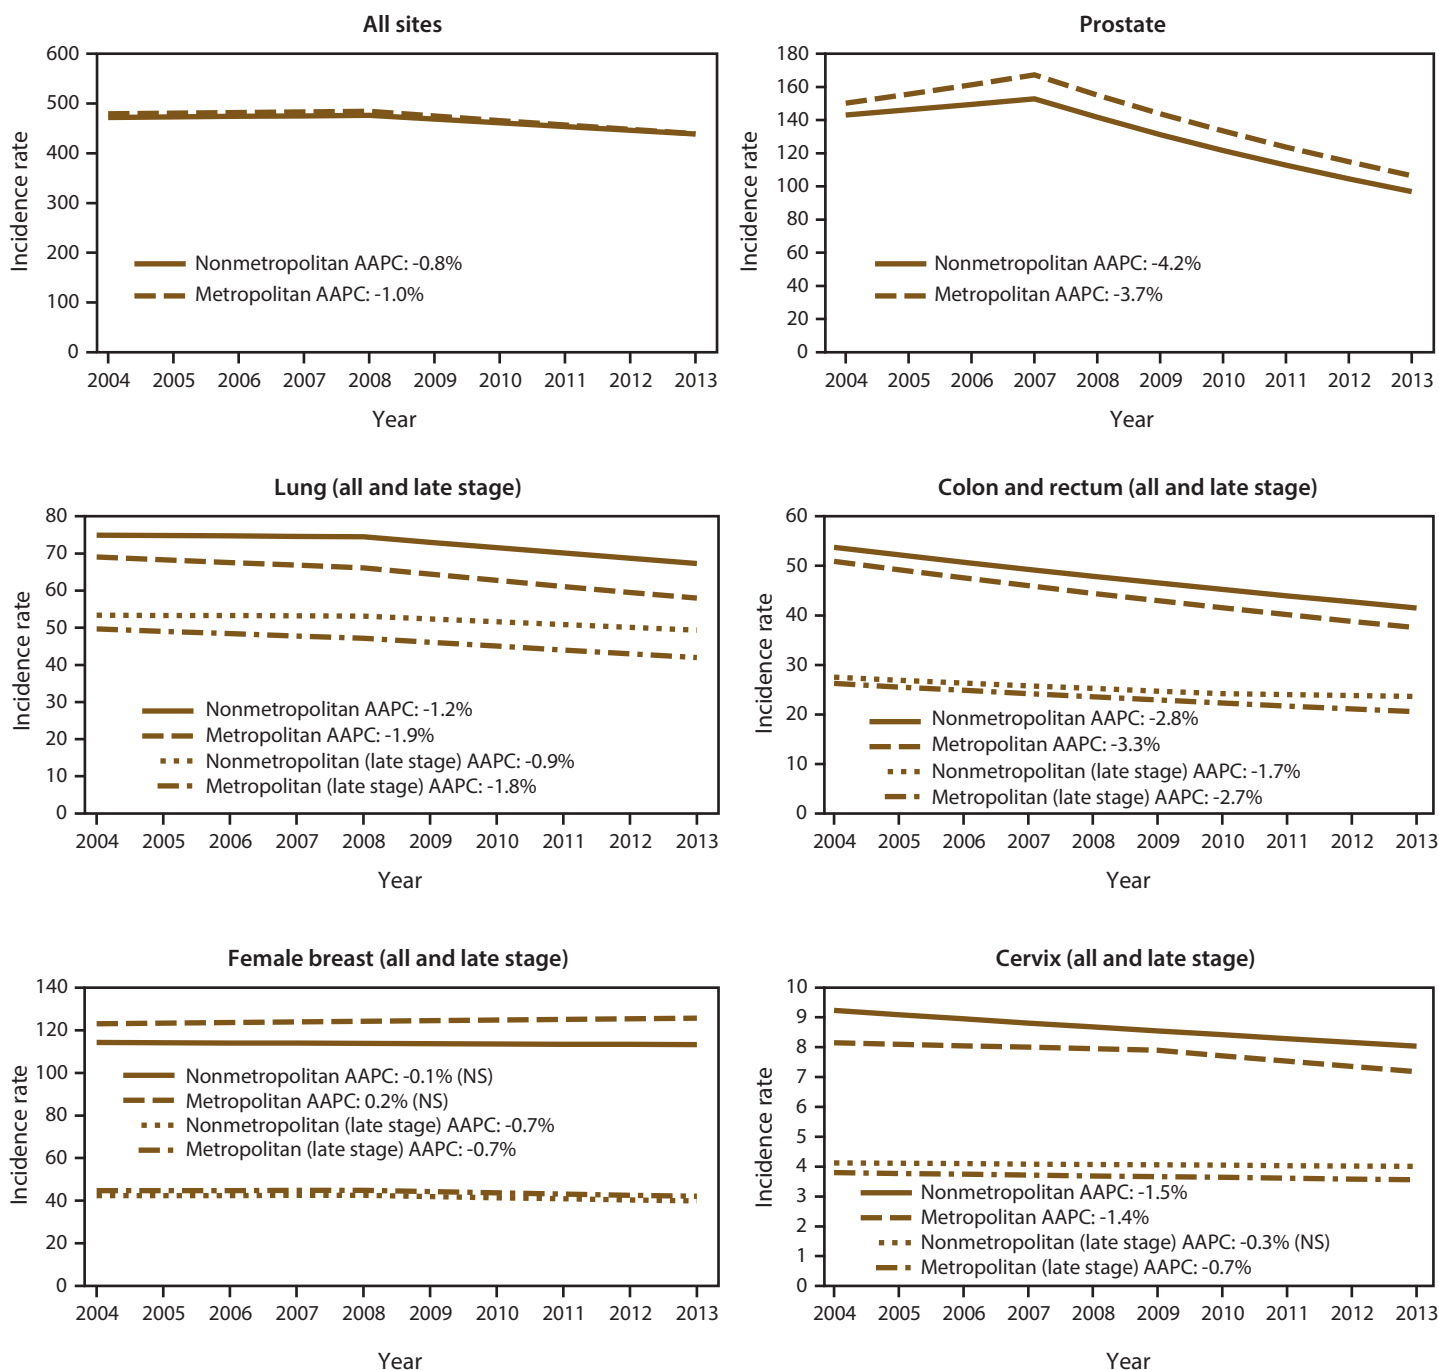 All sites
600
500
400
300
200
100
0
Incidence rate
Nonmetropolitan AAPC: -0.8%
Metropolitan AAPC: -1.0%
2004 2005 2006 2007 2008 2009 2010 2011 2012 2013
Year
Prostate
180
160
140
120
100
80
60
40
20
0
Incidence rate
Nonmetropolitan AAPC: -4.2%
Metropolitan AAPC: -3.7%
2004 2005 2006 2007 2008 2009 2010 2011 2012 2013
Year
Lung (all and late stage)
80
70
60
50
40
30
20
10
0
Incidence rate
Nonmetropolitan AAPC: -1.2%
Metropolitan AAPC: -1.9%
Nonmetropolitan (late stage) AAPC: -0.9%
Metropolitan (late stage) AAPC: -1.8%
2004 2005 2006 2007 2008 2009 2010 2011 2012 2013
Year
Colon and rectum (all and late stage)
60
50
40
30
20
10
0
Incidence rate
Nonmetropolitan AAPC: -2.8%
Metropolitan AAPC: -3.3%
Nonmetropolitan (late stage) AAPC: -1.7%
Metropolitan (late stage) AAPC: -2.7%
2004 2005 2006 2007 2008 2009 2010 2011 2012 2013
Year
Female breast (all and late stage)
140
120
100
80
60
40
20
0
Incidence rate
Nonmetropolitan AAPC: -0.1% (NS)
Metropolitan AAPC: 0.2% (NS)
Nonmetropolitan (late stage) AAPC: -0.7%
Metropolitan (late stage) AAPC: -0.7%
2004 2005 2006 2007 2008 2009 2010 2011 2012 2013
Year
Cervix (all and late stage)
10
9
8
7
6
5
4
3
2
1
0
Incidence rate
Nonmetropolitan AAPC: -1.5%
Metropolitan AAPC: -1.4%
Nonmetropolitan (late stage) AAPC: -0.3% (NS)
Metropolitan (late stage) AAPC: -0.7%
2004 2005 2006 2007 2008 2009 2010 2011 2012 2013
Year